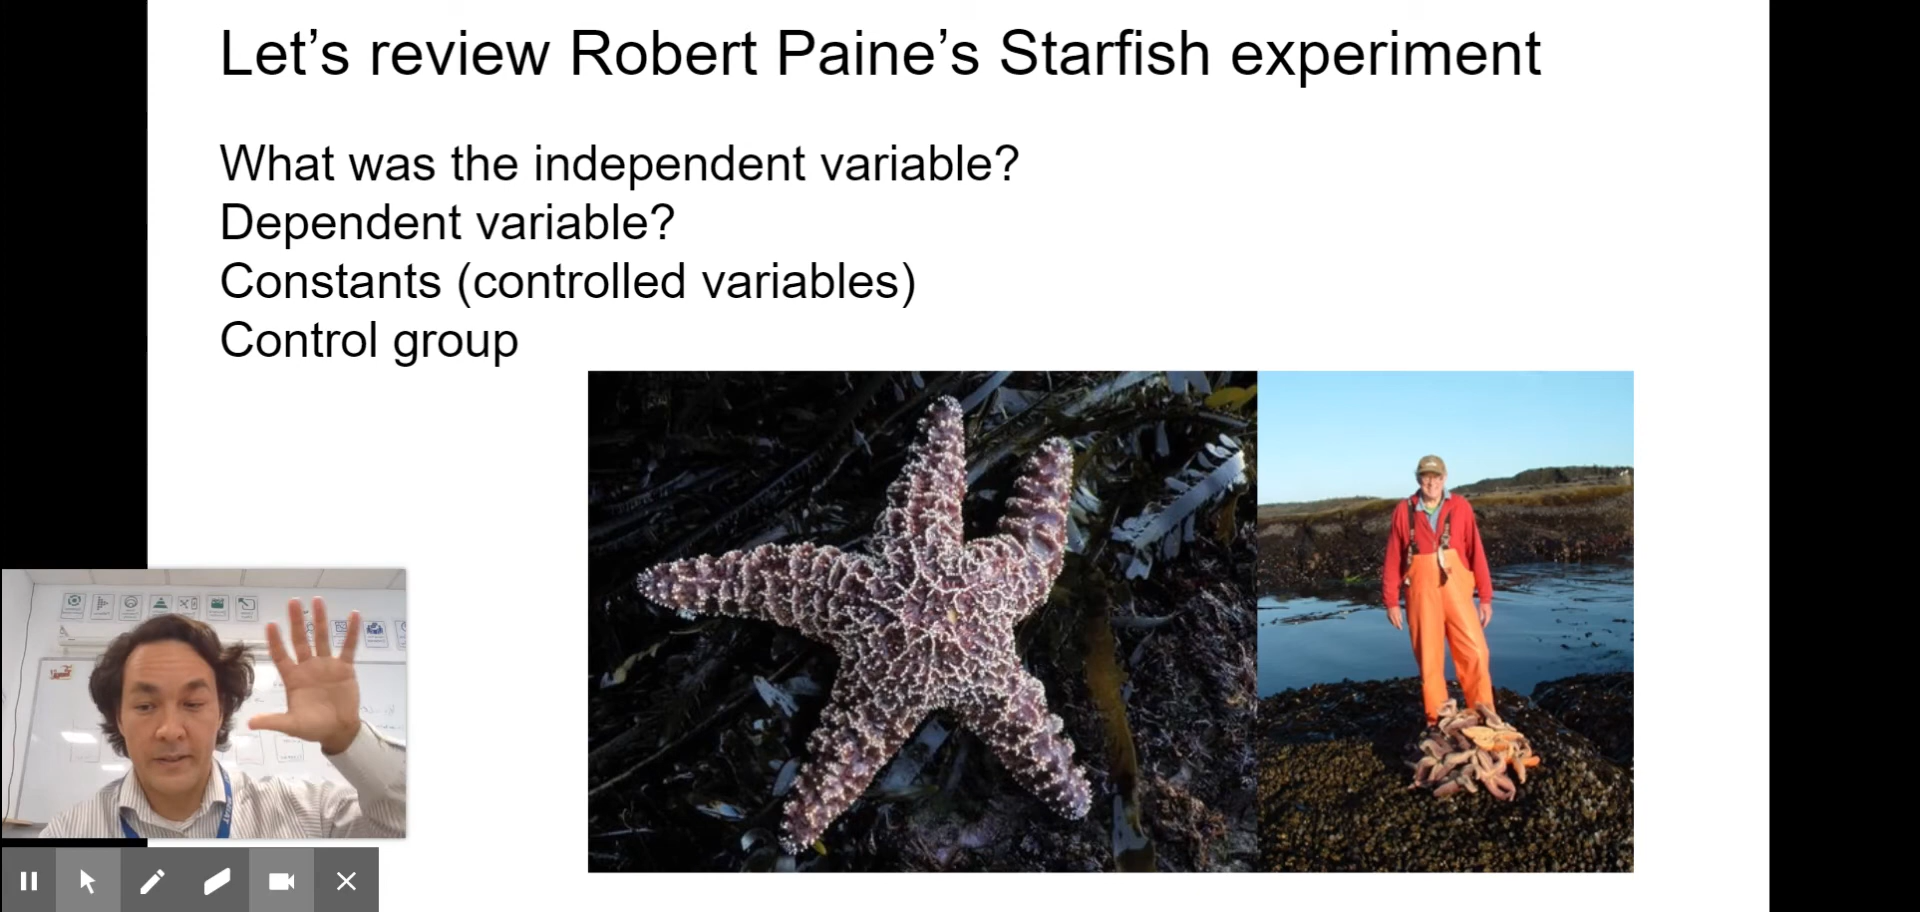 Let’s review Robert Paine’s Starfish experiment
What was the independent variable?
Dependent variable?
Constants (controlled variables)
Control group